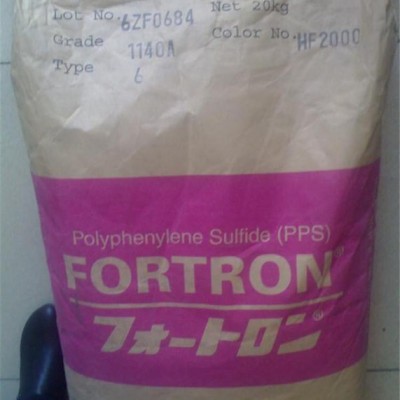 Lot No. 6ZF0684 Net 20kg
Grade 1140A Color No. HF2000
Type 6
Polyphenylene Sulfide (PPS)
FORTRON®
フォートロン®